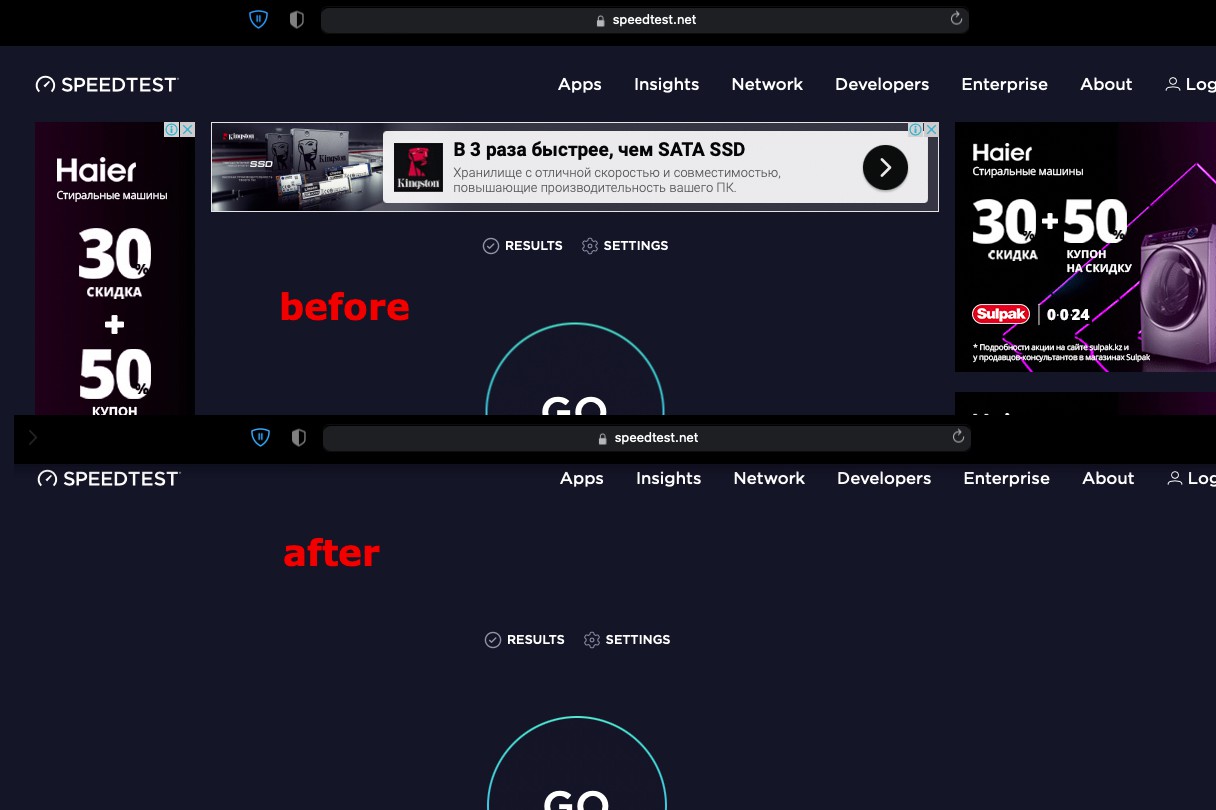 speedtest.net
SPEEDTEST
Apps Insights Network Developers Enterprise About Log
Haier
Стиральные машины
30%
СКИДКА
+
50%
КУПОН
Kingston
SSD
Kingston
В 3 раза быстрее, чем SATA SSD
Хранилище с отличной скоростью и совместимостью,
повышающие производительность вашего ПК.
Haier
Стиральные машины
30% + 50%
СКИДКА
КУПОН
НА СКИДКУ
Sulpak 0·0·24
* Подробности акции на сайте sulpak.kz и
у продавцов-консультантов в магазинах Sulpak
RESULTS SETTINGS
before
GO
speedtest.net
SPEEDTEST
Apps Insights Network Developers Enterprise About Log
after
RESULTS SETTINGS
GO